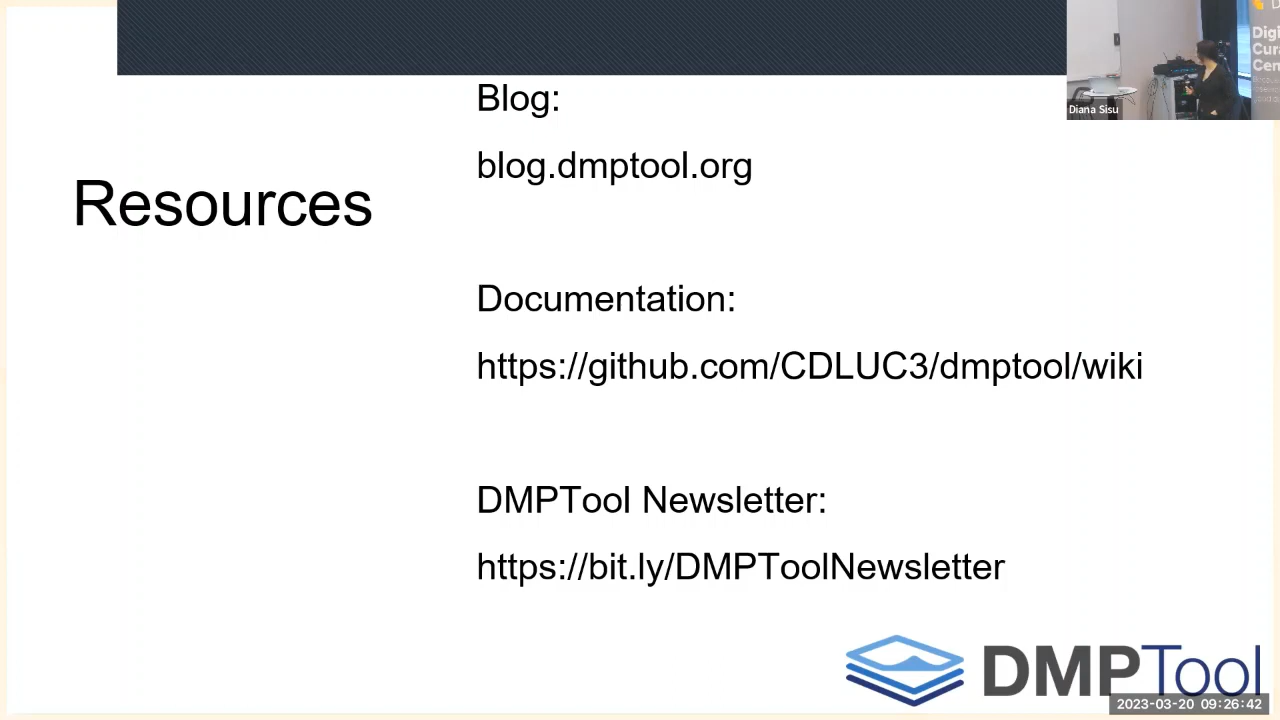 Resources
Blog:
blog.dmptool.org
Documentation:
https://github.com/CDLUC3/dmptool/wiki
DMPTool Newsletter:
https://bit.ly/DMPToolNewsletter
Diana Sisu
DMPTool
2023-03-20 09:26:42